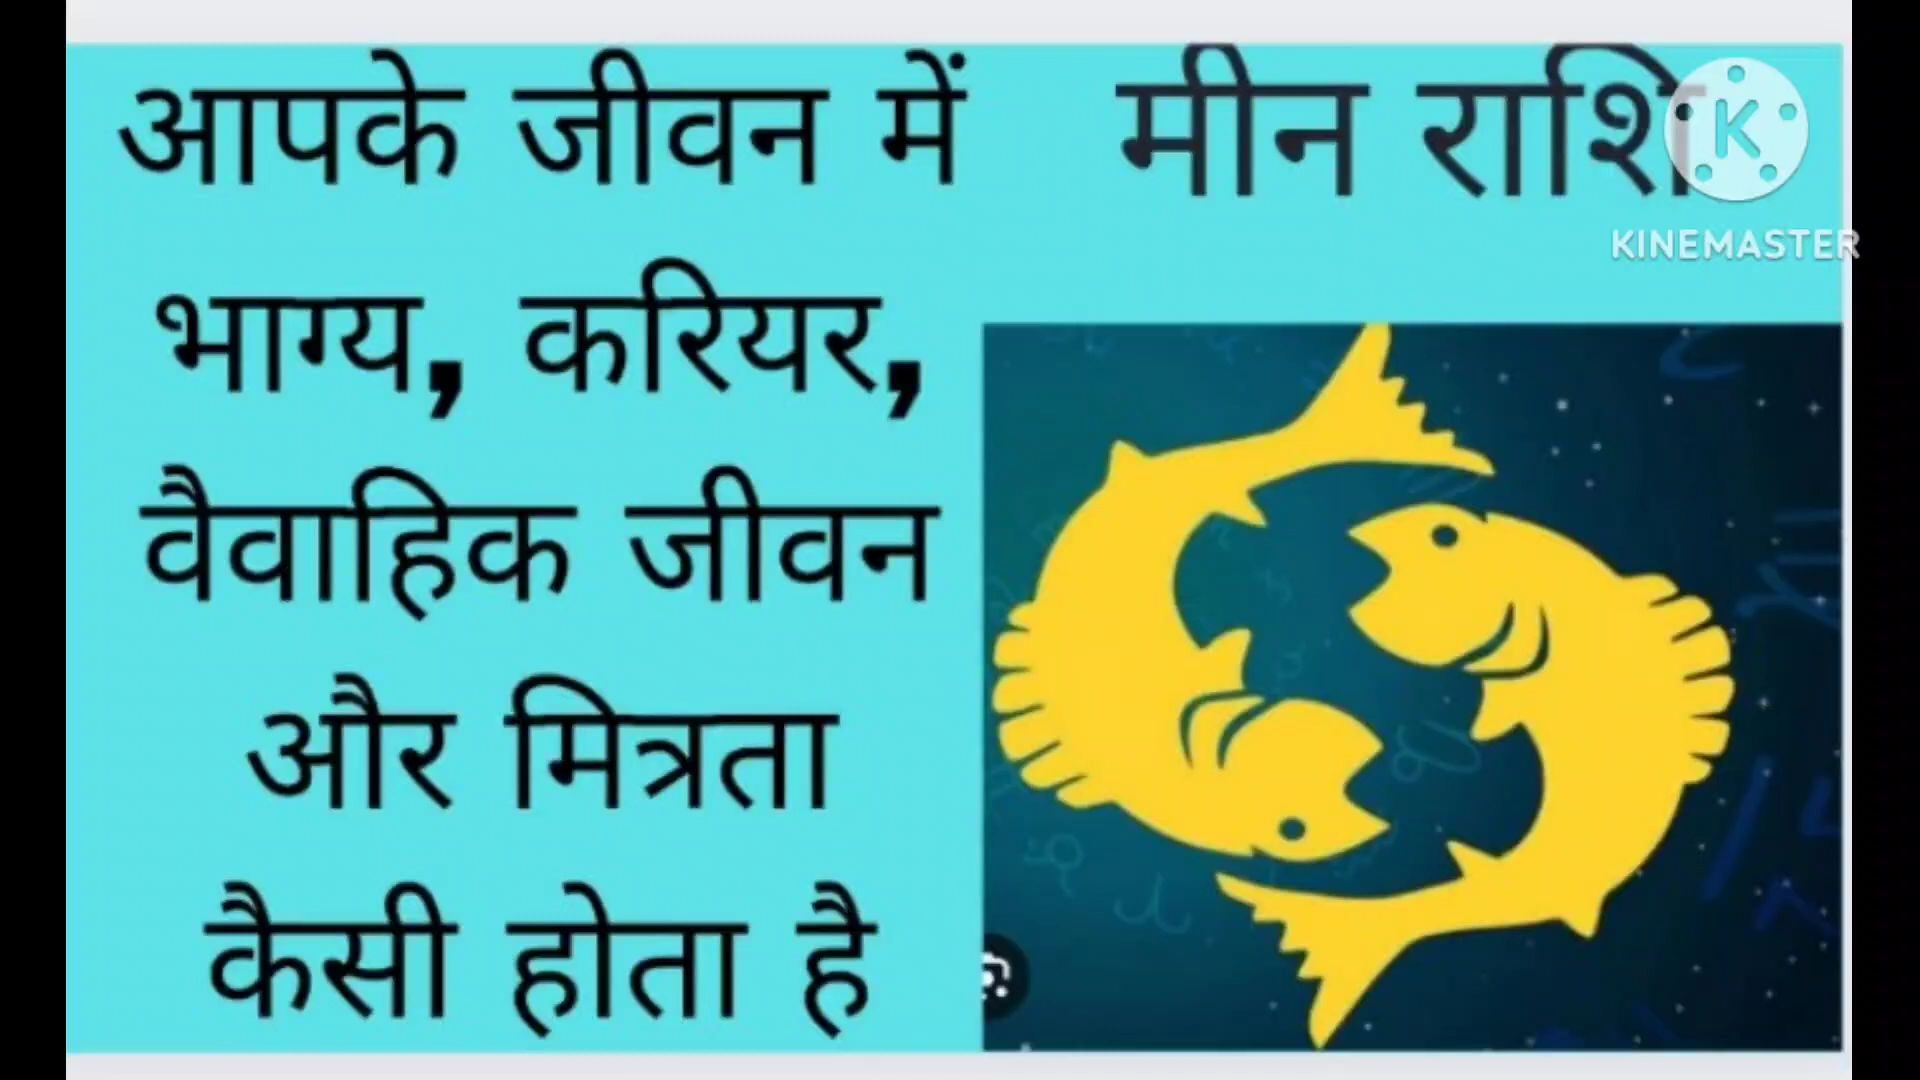 आपके जीवन में
भाग्य, करियर,
वैवाहिक जीवन
और मित्रता
कैसी होता है
मीन राशि
K
KINEMASTER